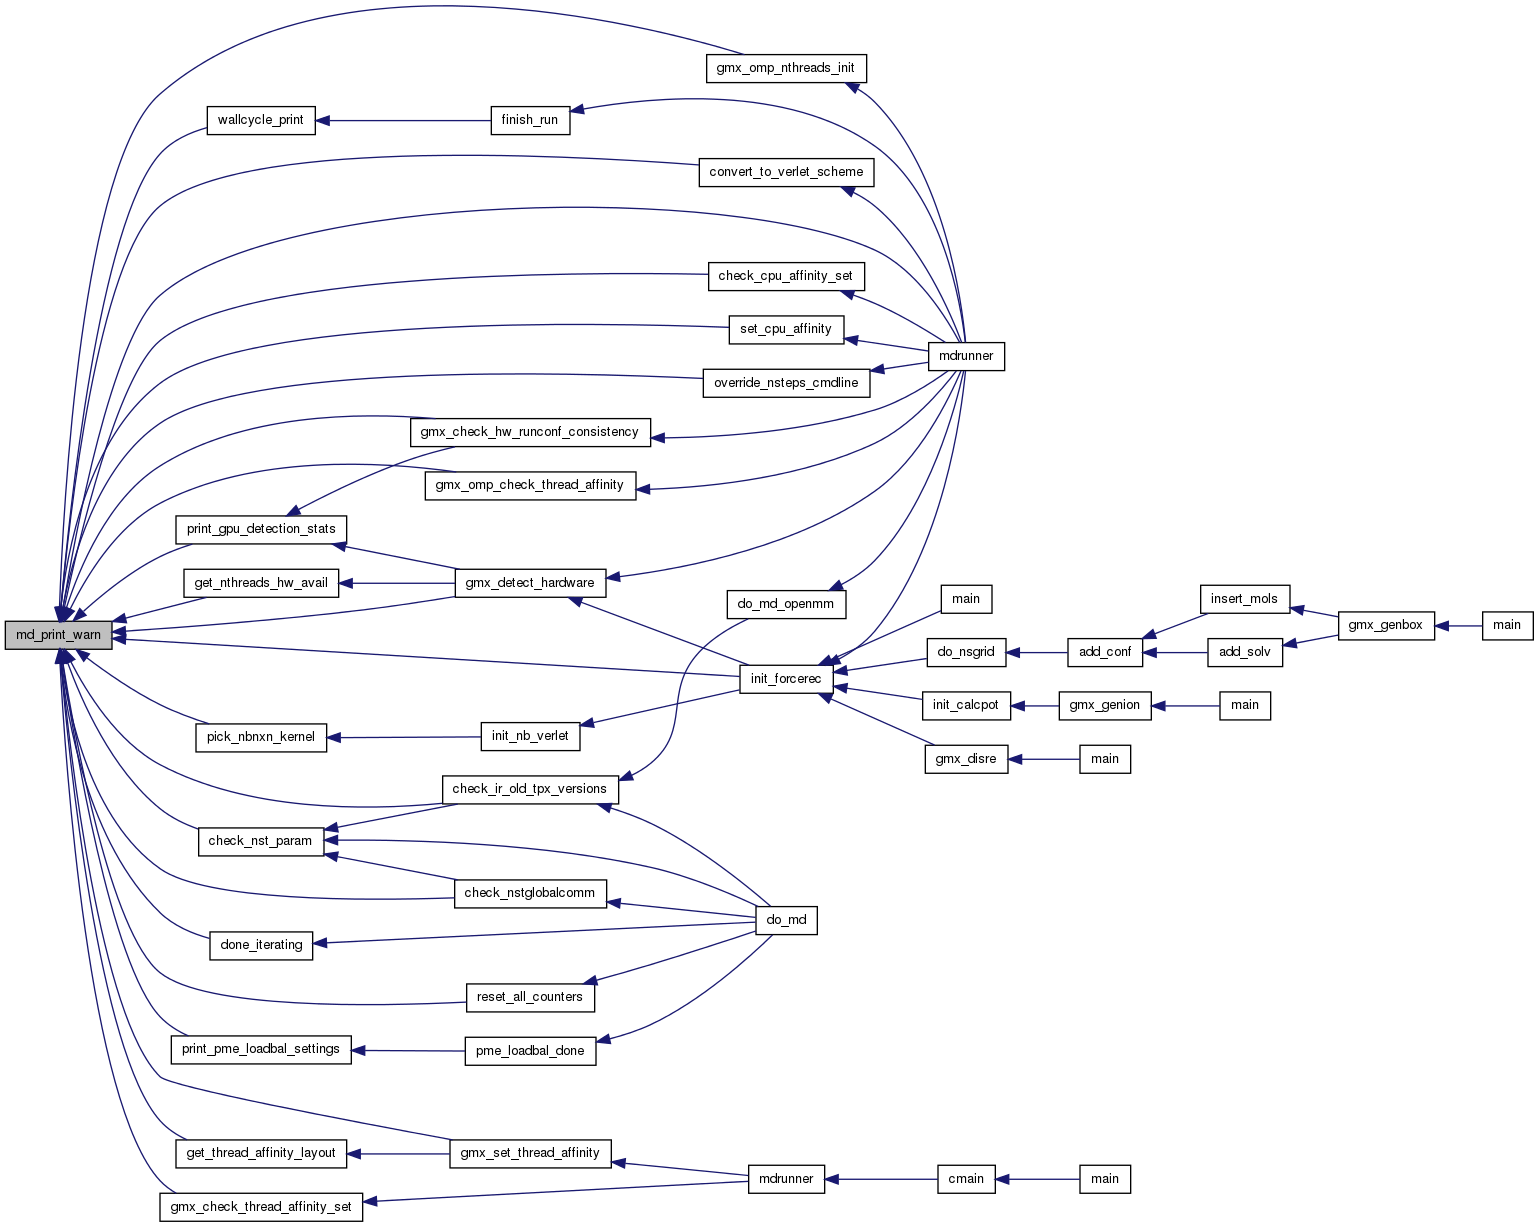 gmx_omp_nthreads_init
wallcycle_print
finish_run
convert_to_verlet_scheme
check_cpu_affinity_set
set_cpu_affinity
mdrunner
override_nsteps_cmdline
gmx_check_hw_runconf_consistency
gmx_omp_check_thread_affinity
print_gpu_detection_stats
get_nthreads_hw_avail
gmx_detect_hardware
do_md_openmm
main
insert_mols
md_print_warn
gmx_genbox
main
do_nsgrid
add_conf
add_solv
init_forcerec
init_calcpot
gmx_genion
main
pick_nbnxn_kernel
init_nb_verlet
gmx_disre
main
check_ir_old_tpx_versions
check_nst_param
check_nstglobalcomm
do_md
done_iterating
reset_all_counters
print_pme_loadbal_settings
pme_loadbal_done
get_thread_affinity_layout
gmx_set_thread_affinity
mdrunner
cmain
main
gmx_check_thread_affinity_set